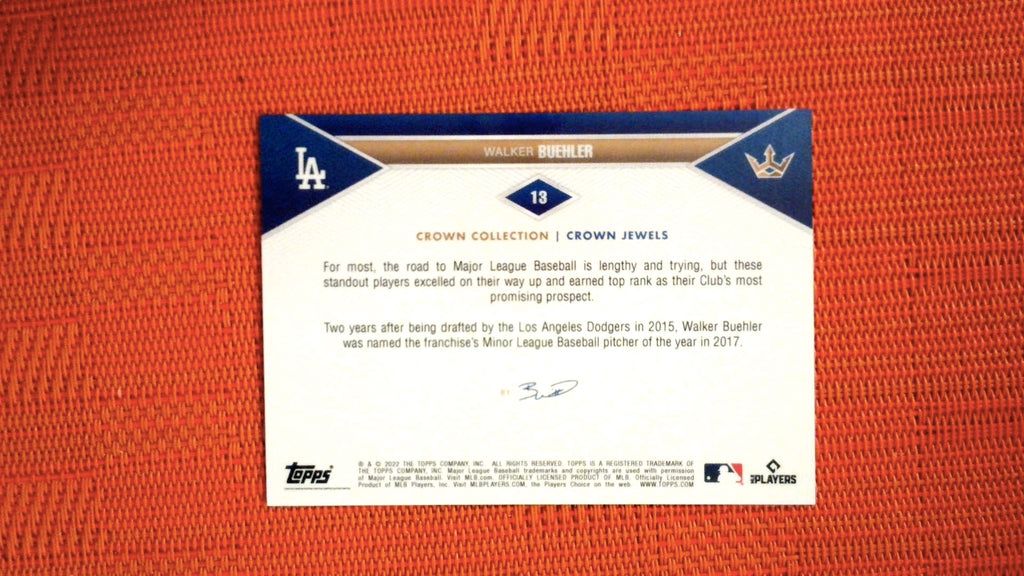 LA
WALKER BUEHLER
13
CROWN COLLECTION | CROWN JEWELS
For most, the road to Major League Baseball is lengthy and trying, but these
standout players excelled on their way up and earned top rank as their Club's most
promising prospect.
Two years after being drafted by the Los Angeles Dodgers in 2015, Walker Buehler
was named the franchise's Minor League Baseball pitcher of the year in 2017.
BY
topps
® & © 2022 THE TOPPS COMPANY, INC. ALL RIGHTS RESERVED. TOPPS IS A REGISTERED TRADEMARK OF
THE TOPPS COMPANY, INC. Major League Baseball trademarks and copyrights are used with permission
of Major League Baseball. Visit MLB.com. OFFICIALLY LICENSED PRODUCT OF MLB. Officially Licensed
Product of MLB Players, Inc. Visit MLBPLAYERS.COM, the Players Choice on the web. WWW.TOPPS.COM
PLAYERS